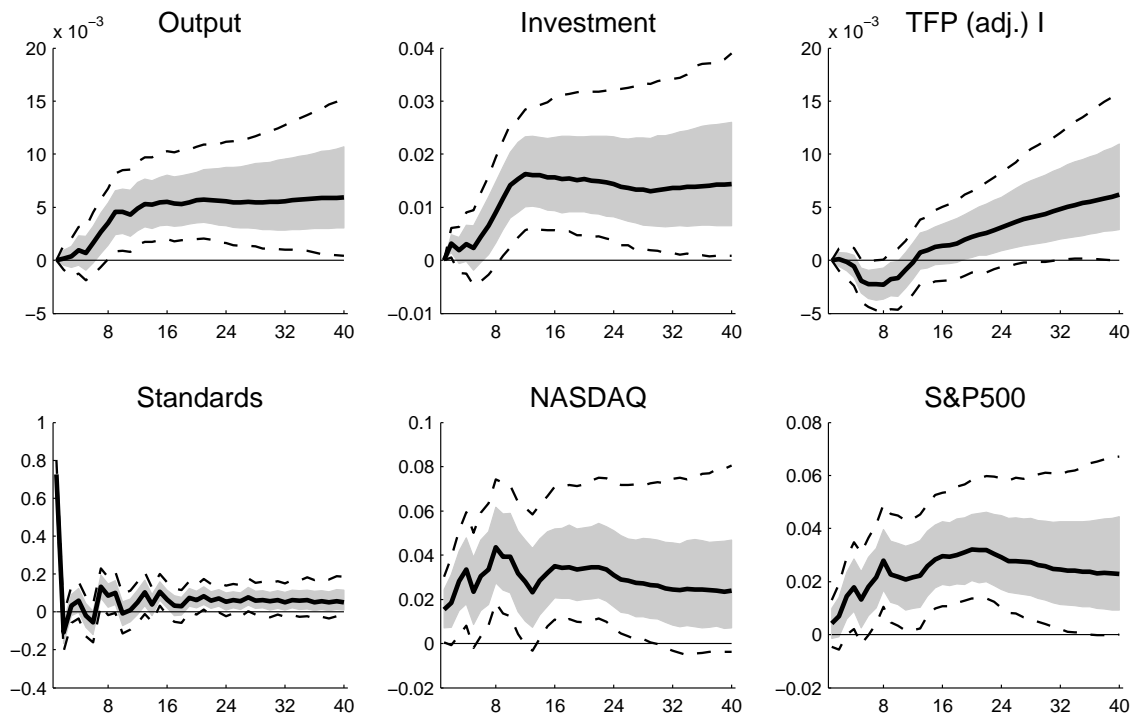 Output
x 10⁻³
20
15
10
5
0
−5
8 16 24 32 40
Investment
0.04
0.03
0.02
0.01
0
−0.01
8 16 24 32 40
TFP (adj.) I
x 10⁻³
20
15
10
5
0
−5
8 16 24 32 40
Standards
1
0.8
0.6
0.4
0.2
0
−0.2
−0.4
8 16 24 32 40
NASDAQ
0.1
0.08
0.06
0.04
0.02
0
−0.02
8 16 24 32 40
S&P500
0.08
0.06
0.04
0.02
0
−0.02
8 16 24 32 40